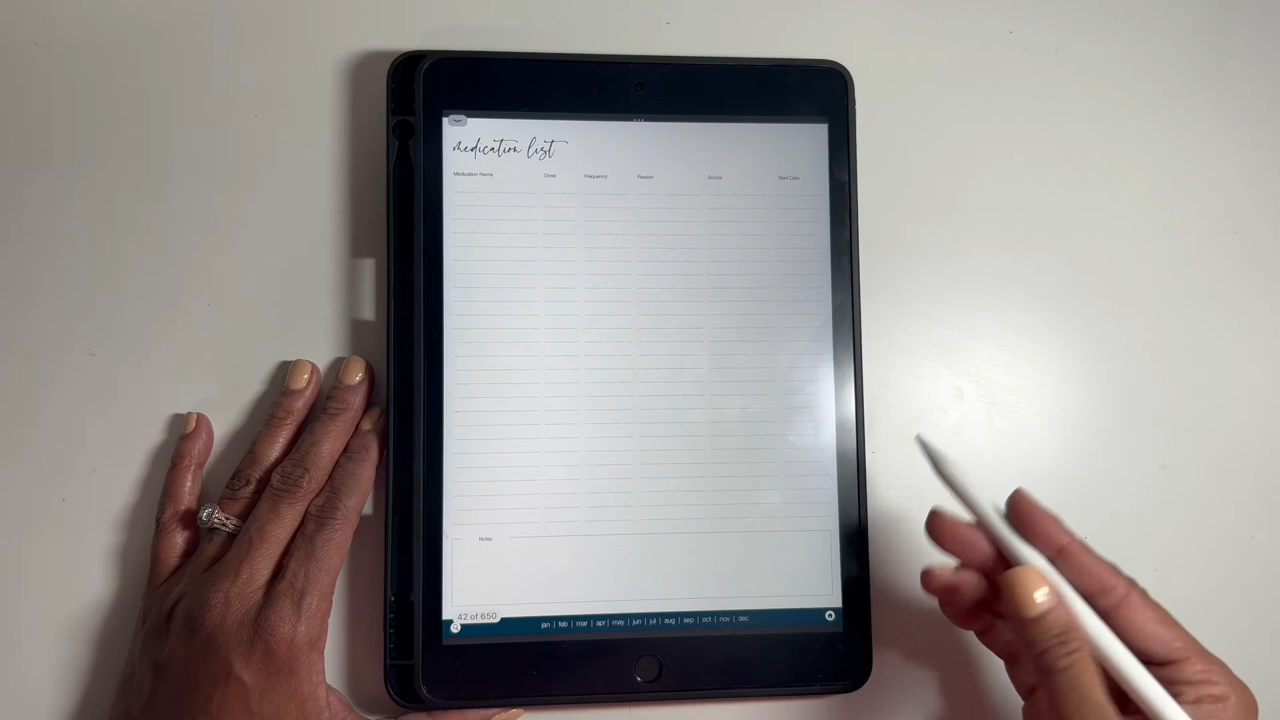 medication list
Medication Name Dose Frequency Reason Doctor Start Date
Notes
42 of 650
jan | feb | mar | apr | may | jun | jul | aug | sep | oct | nov | dec